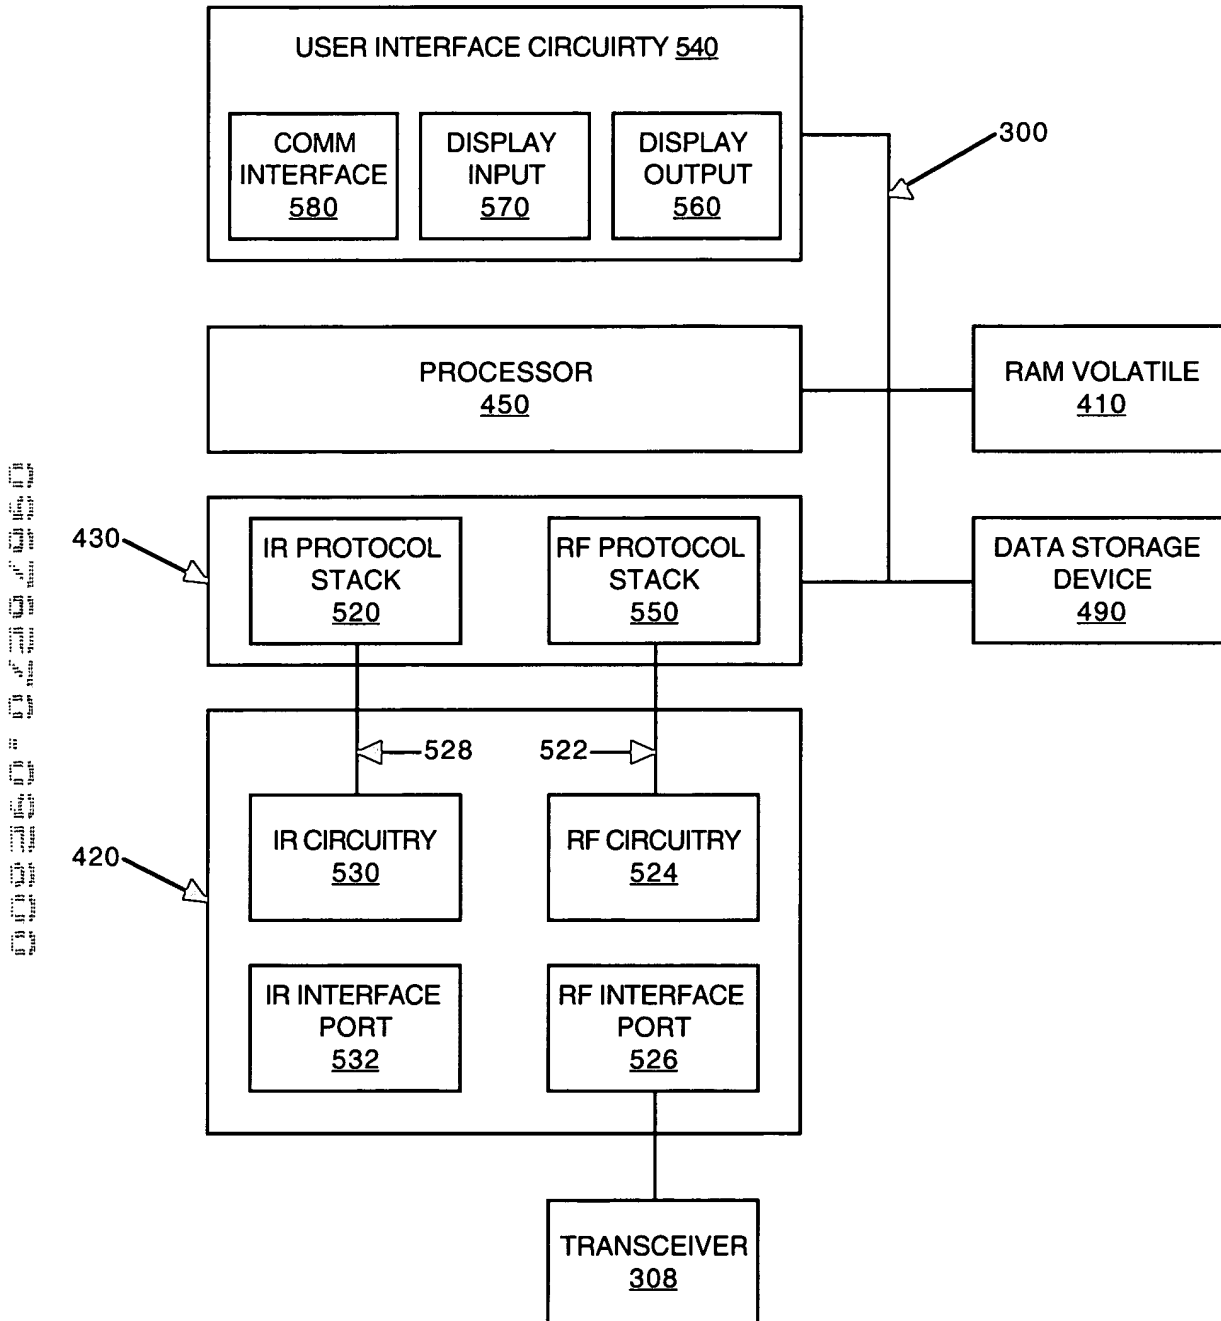 USER INTERFACE CIRCUIRTY 540
COMM
INTERFACE
580
DISPLAY
INPUT
570
DISPLAY
OUTPUT
560
300
PROCESSOR
450
RAM VOLATILE
410
430
IR PROTOCOL
STACK
520
RF PROTOCOL
STACK
550
DATA STORAGE
DEVICE
490
528
522
420
IR CIRCUITRY
530
RF CIRCUITRY
524
IR INTERFACE
PORT
532
RF INTERFACE
PORT
526
TRANSCEIVER
308